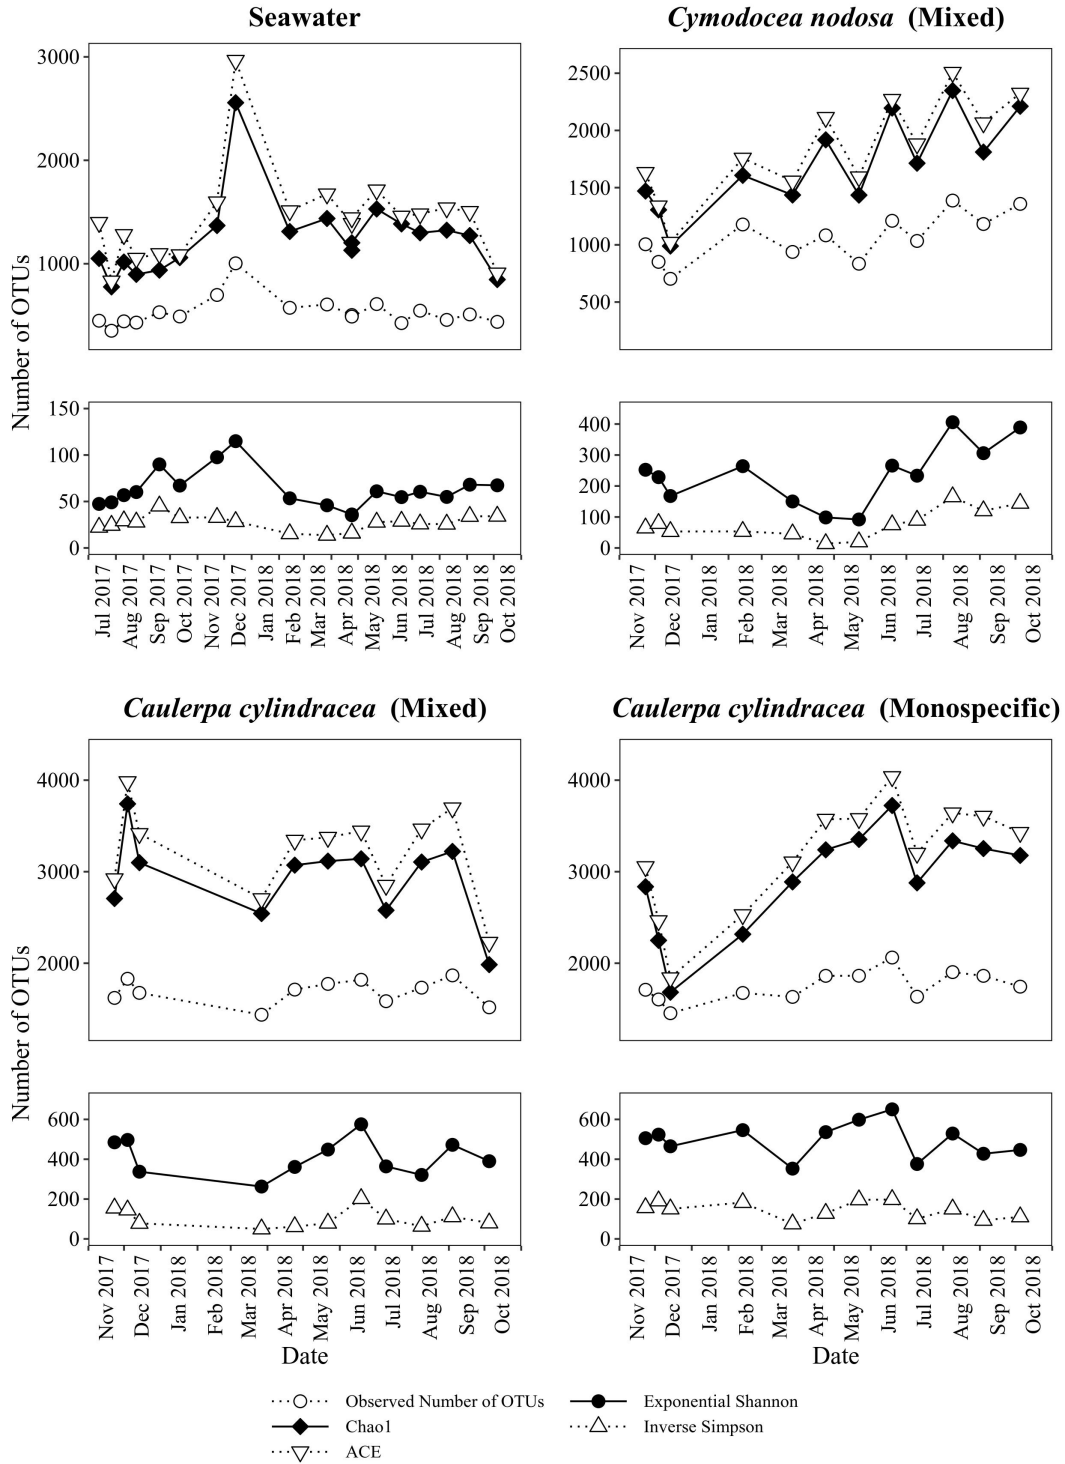 Seawater
Cymodocea nodosa (Mixed)
Number of OTUs
3000
2000
1000
2500
2000
1500
1000
500
150
100
50
0
400
300
200
100
0
Jul 2017
Aug 2017
Sep 2017
Oct 2017
Nov 2017
Dec 2017
Jan 2018
Feb 2018
Mar 2018
Apr 2018
May 2018
Jun 2018
Jul 2018
Aug 2018
Sep 2018
Oct 2018
Nov 2017
Dec 2017
Jan 2018
Feb 2018
Mar 2018
Apr 2018
May 2018
Jun 2018
Jul 2018
Aug 2018
Sep 2018
Oct 2018
Caulerpa cylindracea (Mixed)
Caulerpa cylindracea (Monospecific)
Number of OTUs
4000
3000
2000
4000
3000
2000
600
400
200
0
600
400
200
0
Nov 2017
Dec 2017
Jan 2018
Feb 2018
Mar 2018
Apr 2018
May 2018
Jun 2018
Jul 2018
Aug 2018
Sep 2018
Oct 2018
Nov 2017
Dec 2017
Jan 2018
Feb 2018
Mar 2018
Apr 2018
May 2018
Jun 2018
Jul 2018
Aug 2018
Sep 2018
Oct 2018
Date
Date
Observed Number of OTUs
Exponential Shannon
Chao1
Inverse Simpson
ACE